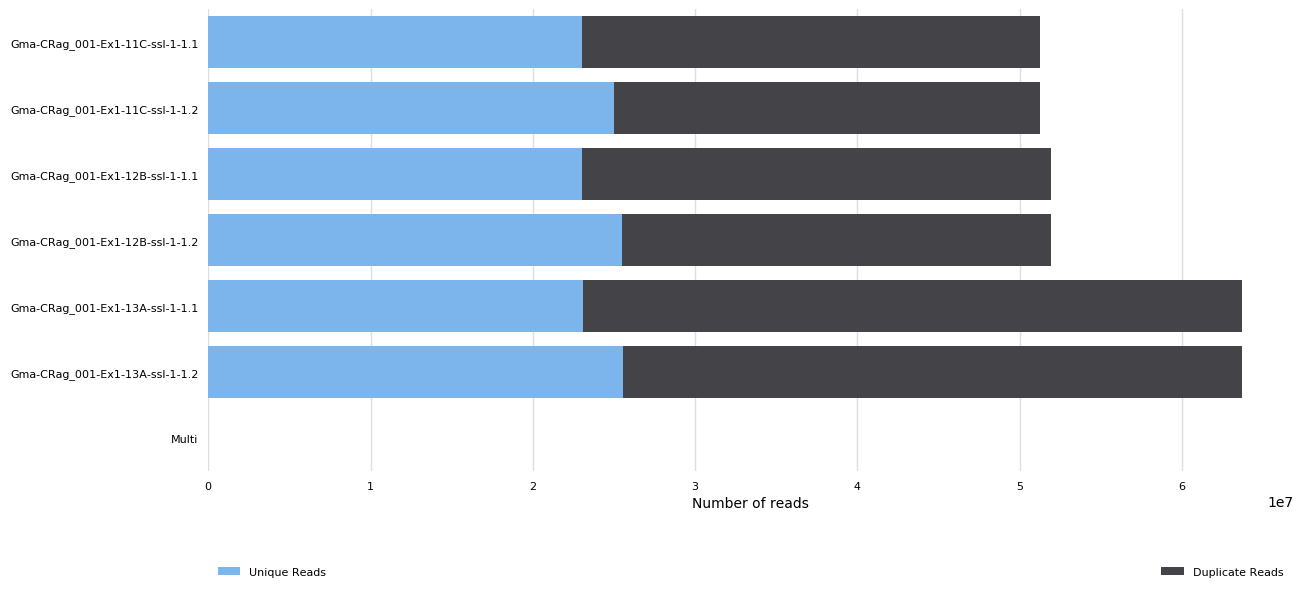 Gma-CRag_001-Ex1-11C-ssl-1-1.1
Gma-CRag_001-Ex1-11C-ssl-1-1.2
Gma-CRag_001-Ex1-12B-ssl-1-1.1
Gma-CRag_001-Ex1-12B-ssl-1-1.2
Gma-CRag_001-Ex1-13A-ssl-1-1.1
Gma-CRag_001-Ex1-13A-ssl-1-1.2
Multi
0 1 2 3 4 5 6
Number of reads 1e7
Unique Reads Duplicate Reads